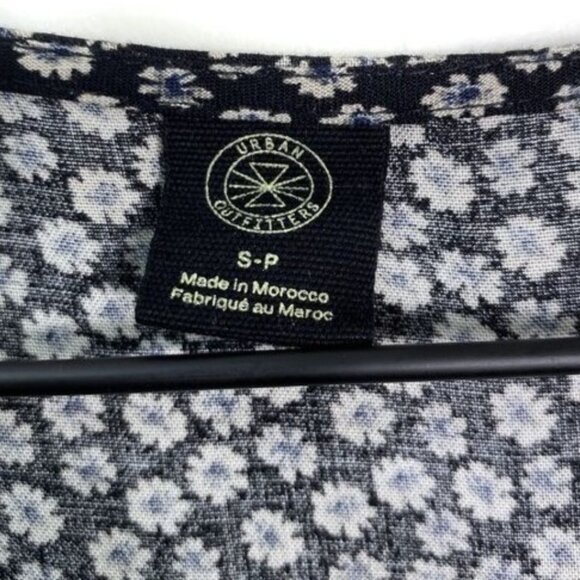 URBAN
OUTFITTERS
S-P
Made in Morocco
Fabriqué au Maroc